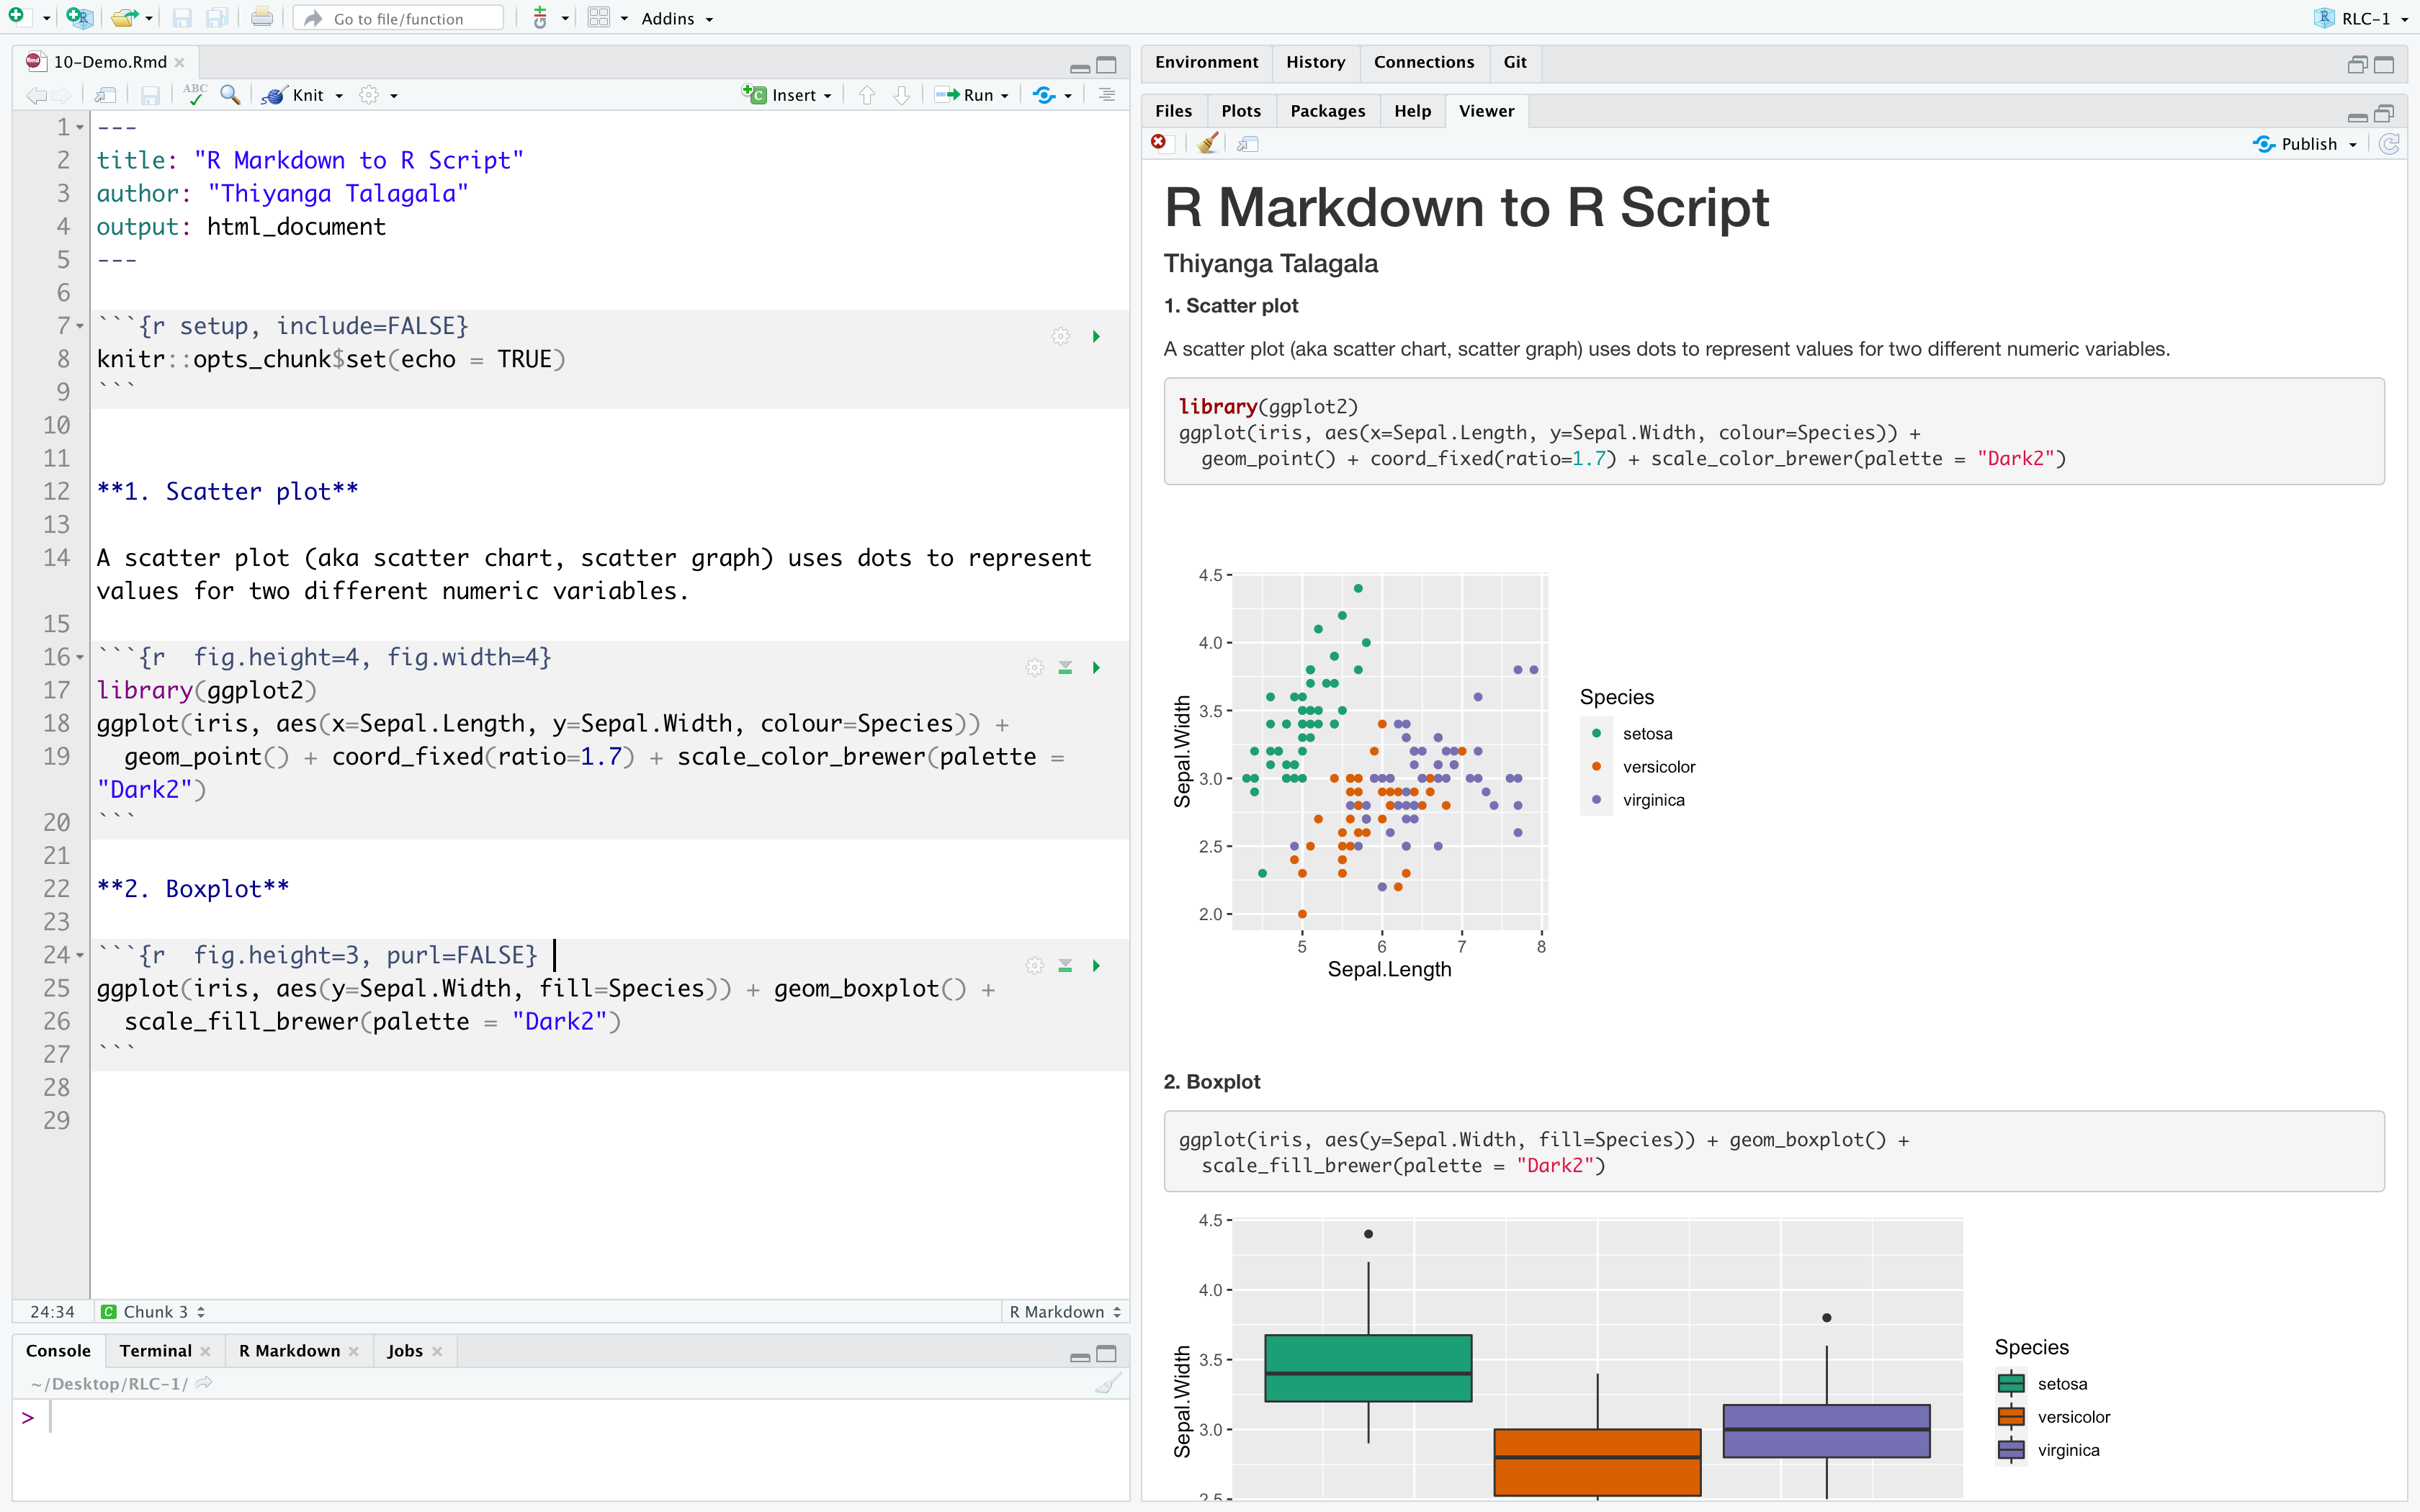 Go to file/function
Git
Addins
RLC-1
10-Demo.Rmd
ABC
Knit
Insert
Run
1 ---
2 title: "R Markdown to R Script"
3 author: "Thiyanga Talagala"
4 output: html_document
5 ---
6
7 ```{r setup, include=FALSE}
8 knitr::opts_chunk$set(echo = TRUE)
9 ```
10
11
12 **1. Scatter plot**
13
14 A scatter plot (aka scatter chart, scatter graph) uses dots to represent
values for two different numeric variables.
15
16 ```{r  fig.height=4, fig.width=4}
17 library(ggplot2)
18 ggplot(iris, aes(x=Sepal.Length, y=Sepal.Width, colour=Species)) +
19   geom_point() + coord_fixed(ratio=1.7) + scale_color_brewer(palette =
"Dark2")
20 ```
21
22 **2. Boxplot**
23
24 ```{r  fig.height=3, purl=FALSE}
25 ggplot(iris, aes(y=Sepal.Width, fill=Species)) + geom_boxplot() +
26   scale_fill_brewer(palette = "Dark2")
27 ```
28
29
24:34
C Chunk 3
R Markdown
Console
Terminal
R Markdown
Jobs
~/Desktop/RLC-1/
>
Environment
History
Connections
Git
Files
Plots
Packages
Help
Viewer
Publish
R Markdown to R Script
Thiyanga Talagala
1. Scatter plot
A scatter plot (aka scatter chart, scatter graph) uses dots to represent values for two different numeric variables.
library(ggplot2)
ggplot(iris, aes(x=Sepal.Length, y=Sepal.Width, colour=Species)) +
  geom_point() + coord_fixed(ratio=1.7) + scale_color_brewer(palette = "Dark2")
4.5
4.0
3.5
3.0
2.5
2.0
Sepal.Width
5 6 7 8
Sepal.Length
Species
setosa
versicolor
virginica
2. Boxplot
ggplot(iris, aes(y=Sepal.Width, fill=Species)) + geom_boxplot() +
  scale_fill_brewer(palette = "Dark2")
4.5
4.0
3.5
3.0
2.5
Sepal.Width
Species
setosa
versicolor
virginica